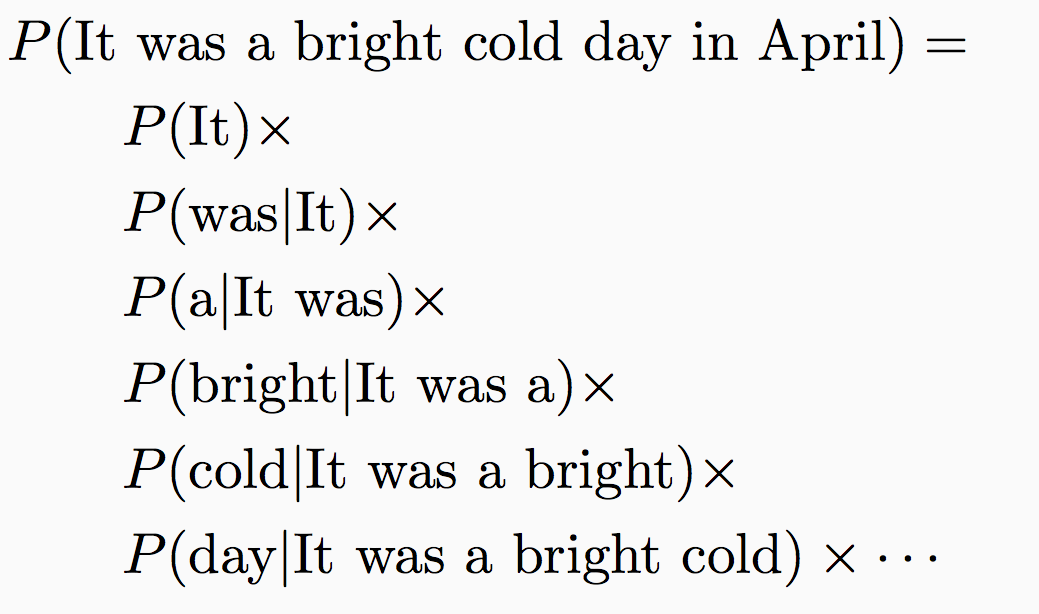 P(It was a bright cold day in April) =
P(It)×
P(was|It)×
P(a|It was)×
P(bright|It was a)×
P(cold|It was a bright)×
P(day|It was a bright cold) × ···